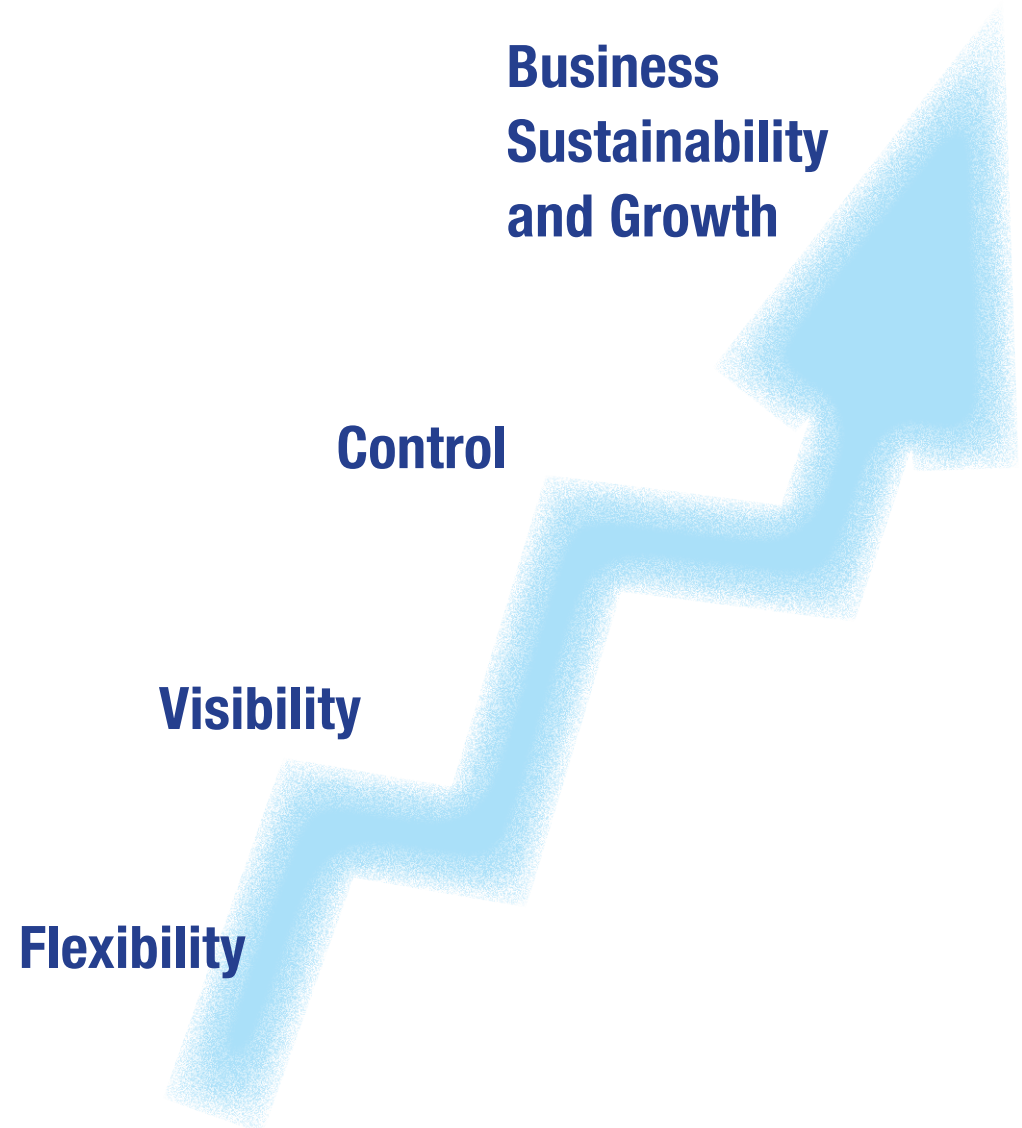 Business
Sustainability
and Growth
Control
Visibility
Flexibility